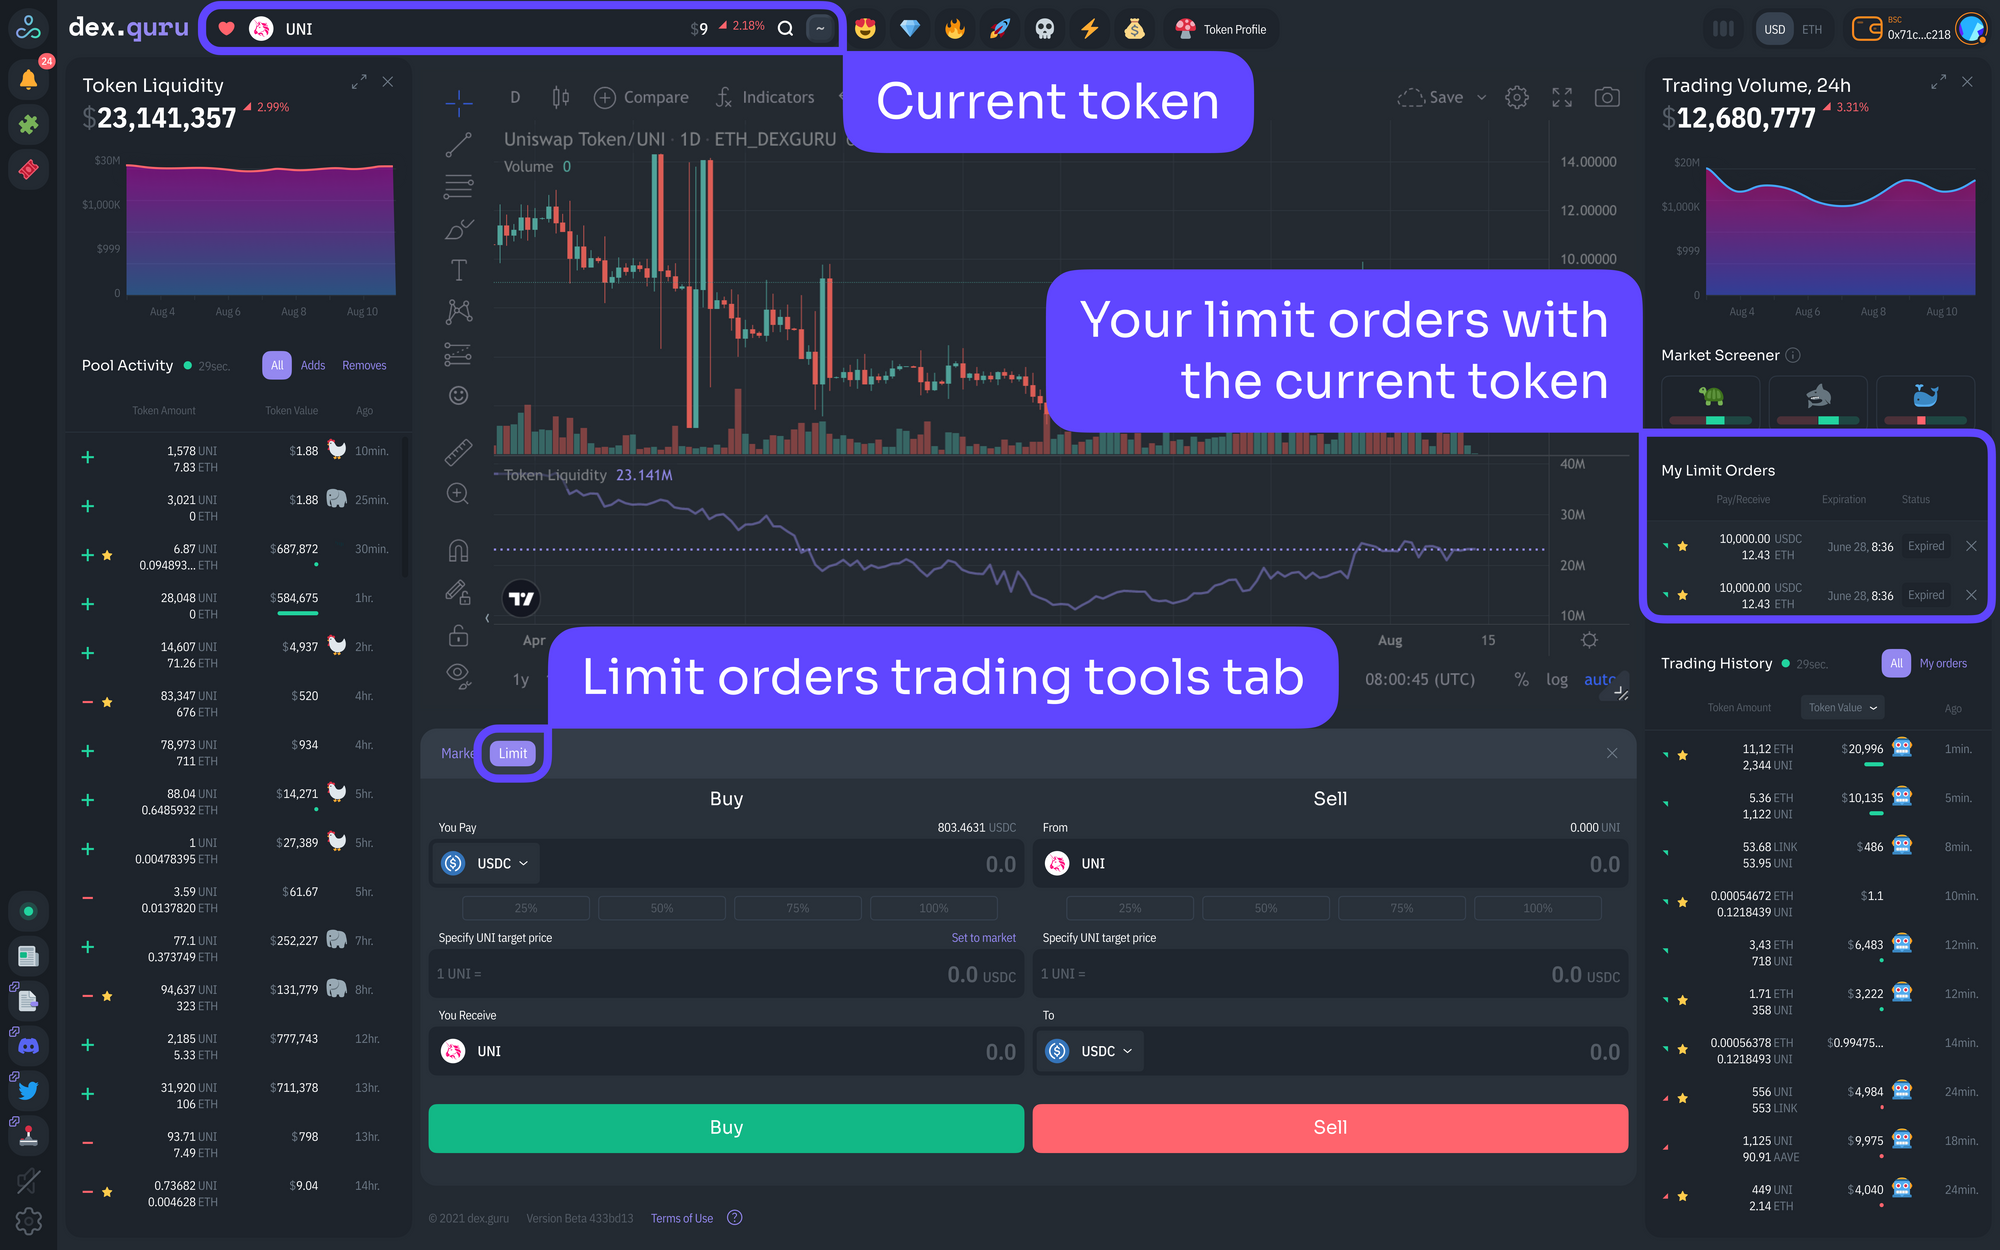 dex.guru
UNI
$9
2.18%
~
Token Profile
USD
ETH
BSC
0x71c...c218
24
Token Liquidity
$23,141,357
2.99%
$30M
$1,000K
$999
0
Aug 4
Aug 6
Aug 8
Aug 10
Pool Activity
29sec.
All
Adds
Removes
Token Amount
Token Value
Ago
1,578 UNI
7.83 ETH
$1.88
10min.
3,021 UNI
0 ETH
$1.88
25min.
6.87 UNI
0.094893... ETH
$687,872
30min.
28,048 UNI
0 ETH
$584,675
1hr.
14,607 UNI
71.26 ETH
$4,937
2hr.
83,347 UNI
676 ETH
$520
4hr.
78,973 UNI
711 ETH
$934
4hr.
88.04 UNI
0.6485932 ETH
$14,271
5hr.
1 UNI
0.00478395 ETH
$27,389
5hr.
3.59 UNI
0.0137820 ETH
$61.67
5hr.
77.1 UNI
0.373749 ETH
$252,227
7hr.
94,637 UNI
323 ETH
$131,779
8hr.
2,185 UNI
5.33 ETH
$777,743
12hr.
31,920 UNI
106 ETH
$711,378
13hr.
93.71 UNI
7.49 ETH
$798
13hr.
0.73682 UNI
0.004628 ETH
$9.04
14hr.
Current token
D
Compare
Indicators
Save
Uniswap Token/UNI · 1D · ETH_DEXGURU
Volume 0
14.00000
12.00000
10.00000
Your limit orders with
the current token
Token Liquidity 23.141M
40M
30M
20M
10M
Apr
Aug
15
1y
08:00:45 (UTC)
%
log
auto
Limit orders trading tools tab
Marke
Limit
Buy
You Pay
803.4631 USDC
USDC
0.0
25%
50%
75%
100%
Specify UNI target price
Set to market
1 UNI =
0.0 USDC
You Receive
UNI
0.0
Buy
Sell
From
0.000 UNI
UNI
0.0
25%
50%
75%
100%
Specify UNI target price
1 UNI =
0.0 USDC
To
USDC
0.0
Sell
© 2021 dex.guru
Version Beta 433bd13
Terms of Use
?
Trading Volume, 24h
$12,680,777
3.31%
$20M
$1,000K
$999
0
Aug 4
Aug 6
Aug 8
Aug 10
Market Screener
My Limit Orders
Pay/Receive
Expiration
Status
10,000.00 USDC
12.43 ETH
June 28, 8:36
Expired
10,000.00 USDC
12.43 ETH
June 28, 8:36
Expired
Trading History
29sec.
All
My orders
Token Amount
Token Value
Ago
11,12 ETH
2,344 UNI
$20,996
1min.
5.36 ETH
1,122 UNI
$10,135
5min.
53.68 LINK
53.95 UNI
$486
8min.
0.00054672 ETH
0.1218439 UNI
$1.1
10min.
3,43 ETH
718 UNI
$6,483
12min.
1.71 ETH
358 UNI
$3,222
12min.
0.00056378 ETH
0.1218493 UNI
$0.99475...
14min.
556 UNI
553 LINK
$4,984
24min.
1,125 UNI
90.91 AAVE
$9,975
18min.
449 UNI
2.14 ETH
$4,040
24min.